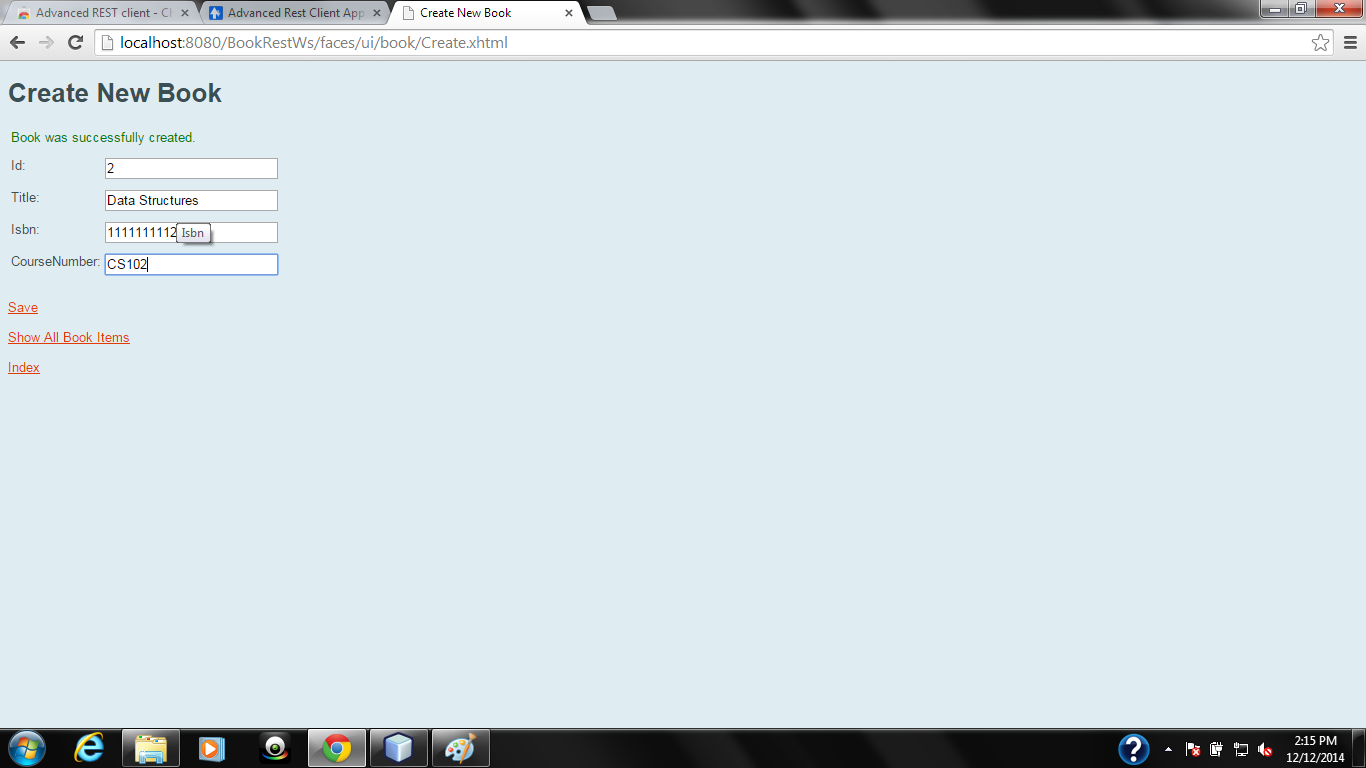 Advanced REST client - Ch
Advanced Rest Client App
Create New Book
localhost:8080/BookRestWs/faces/ui/book/Create.xhtml
Create New Book
Book was successfully created.
Id: 2
Title: Data Structures
Isbn: 1111111112 Isbn
CourseNumber: CS102
Save
Show All Book Items
Index
2:15 PM
12/12/2014